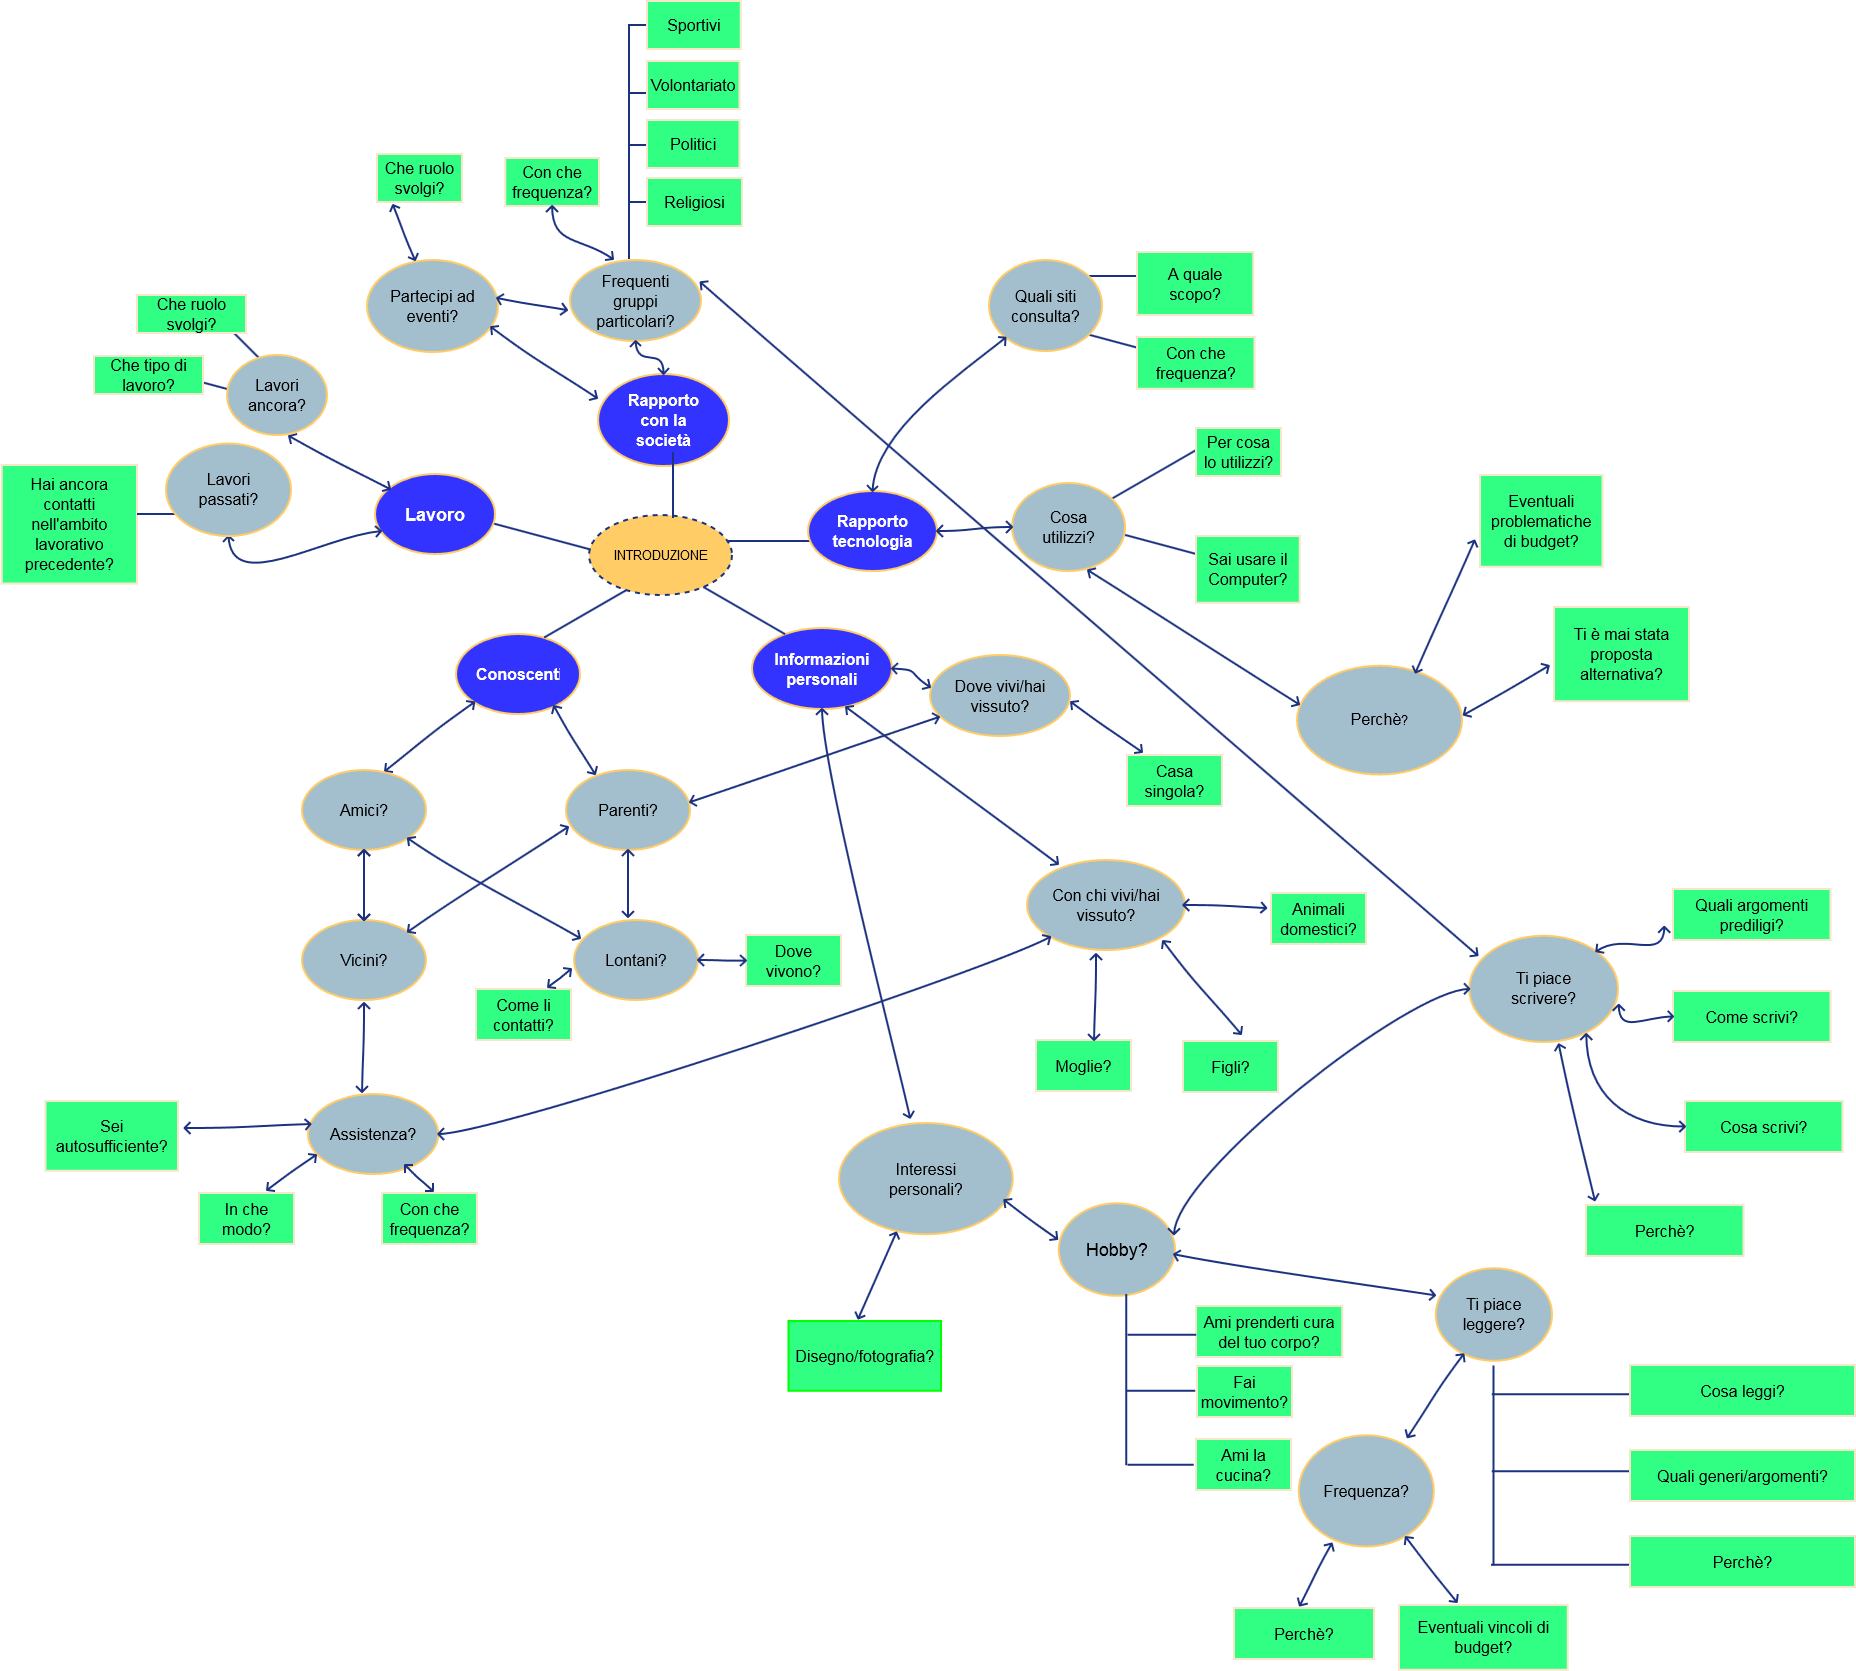 Sportivi
Volontariato
Politici
Religiosi
Che ruolo
svolgi?
Con che
frequenza?
Partecipi ad
eventi?
Frequenti
gruppi
particolari?
Quali siti
consulta?
A quale
scopo?
Con che
frequenza?
Che ruolo
svolgi?
Che tipo di
lavoro?
Lavori
ancora?
Rapporto
con la
società
Lavori
passati?
Hai ancora
contatti
nell'ambito
lavorativo
precedente?
Lavoro
INTRODUZIONE
Rapporto
tecnologia
Cosa
utilizzi?
Per cosa
lo utilizzi?
Sai usare il
Computer?
Eventuali
problematiche
di budget?
Ti è mai stata
proposta
alternativa?
Perchè?
Conoscenti
Informazioni
personali
Dove vivi/hai
vissuto?
Casa
singola?
Amici?
Parenti?
Vicini?
Lontani?
Dove
vivono?
Come li
contatti?
Con chi vivi/hai
vissuto?
Animali
domestici?
Moglie?
Figli?
Quali argomenti
prediligi?
Ti piace
scrivere?
Come scrivi?
Cosa scrivi?
Perchè?
Sei
autosufficiente?
Assistenza?
In che
modo?
Con che
frequenza?
Interessi
personali?
Hobby?
Disegno/fotografia?
Ami prenderti cura
del tuo corpo?
Fai
movimento?
Ami la
cucina?
Ti piace
leggere?
Cosa leggi?
Quali generi/argomenti?
Perchè?
Frequenza?
Perchè?
Eventuali vincoli di
budget?